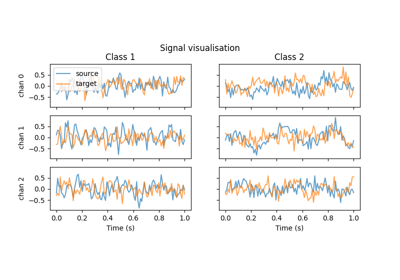 Signal visualisation
Class 1
Class 2
source
target
chan 0
0.5
0.0
−0.5
chan 1
0.5
0.0
−0.5
chan 2
0.5
0.0
−0.5
0.0 0.2 0.4 0.6 0.8 1.0
0.0 0.2 0.4 0.6 0.8 1.0
Time (s)
Time (s)